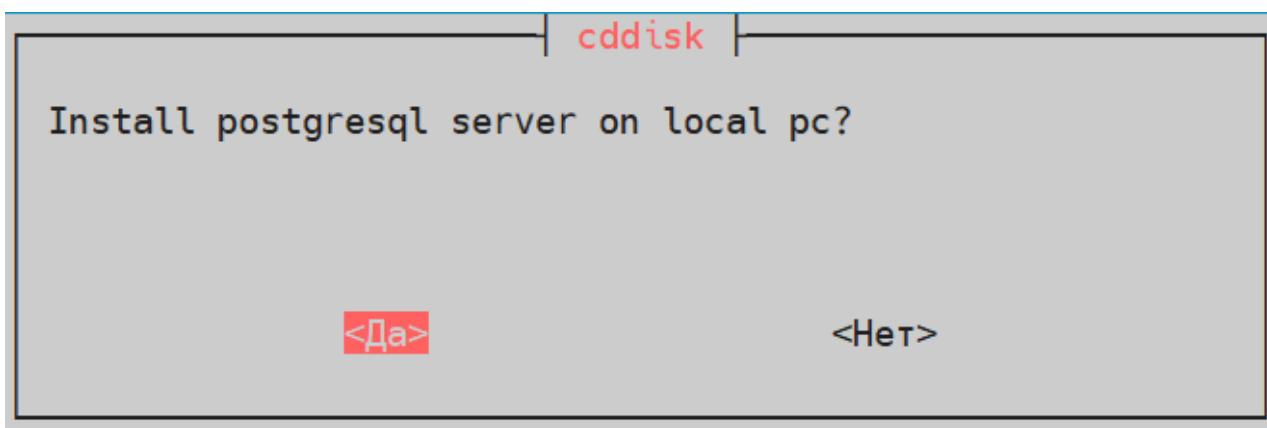 cddisk
Install postgresql server on local pc?
<Да> <Нет>